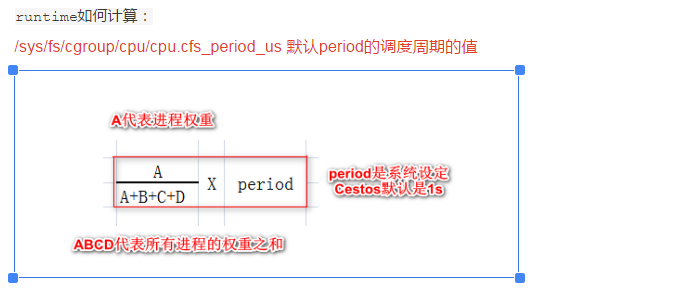 runtime如何计算：
/sys/fs/cgroup/cpu/cpu.cfs_period_us 默认period的调度周期的值
A代表进程权重
A
A+B+C+D
X
period
period是系统设定
Cestos默认是1s
ABCD代表所有进程的权重之和